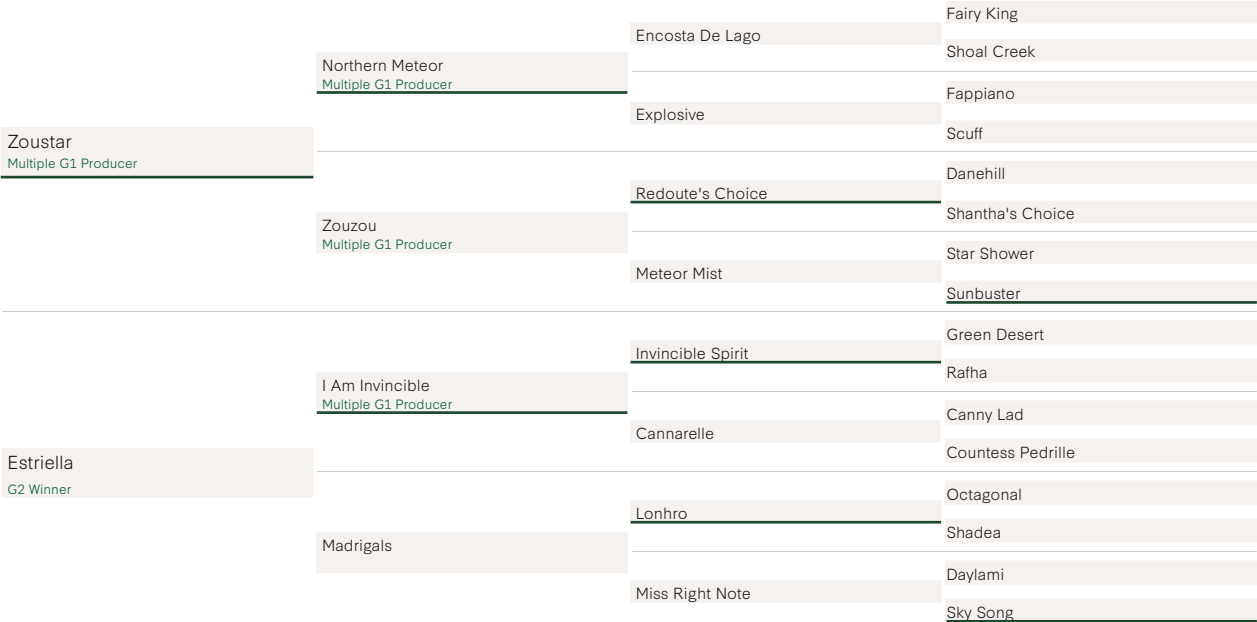 Zoustar
Multiple G1 Producer
Estriella
G2 Winner
Northern Meteor
Multiple G1 Producer
Zouzou
Multiple G1 Producer
I Am Invincible
Multiple G1 Producer
Madrigals
Encosta De Lago
Explosive
Redoute's Choice
Meteor Mist
Invincible Spirit
Cannarelle
Lonhro
Miss Right Note
Fairy King
Shoal Creek
Fappiano
Scuff
Danehill
Shantha's Choice
Star Shower
Sunbuster
Green Desert
Rafha
Canny Lad
Countess Pedrille
Octagonal
Shadea
Daylami
Sky Song